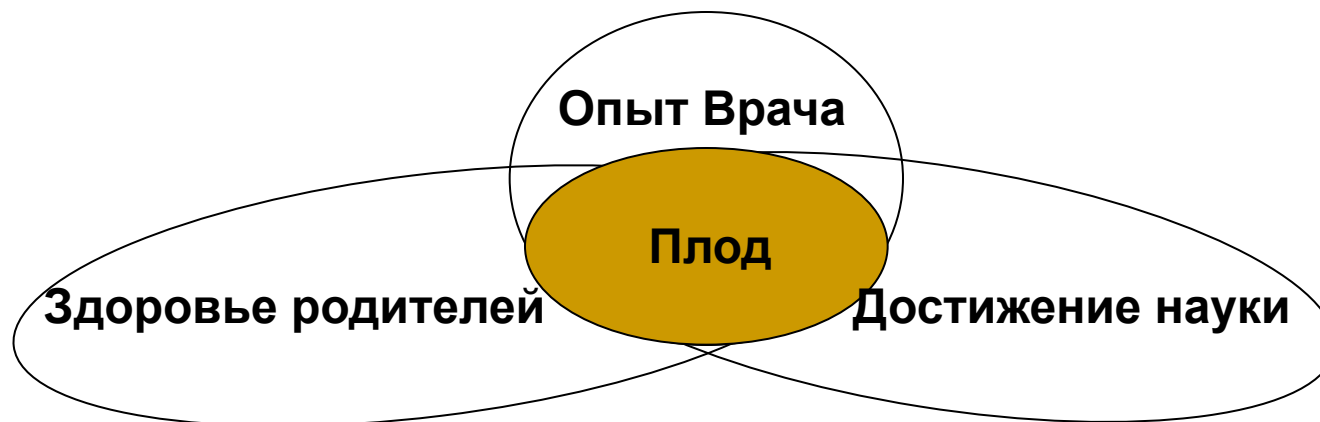 Опыт Врача
Плод
Здоровье родителей
Достижение науки